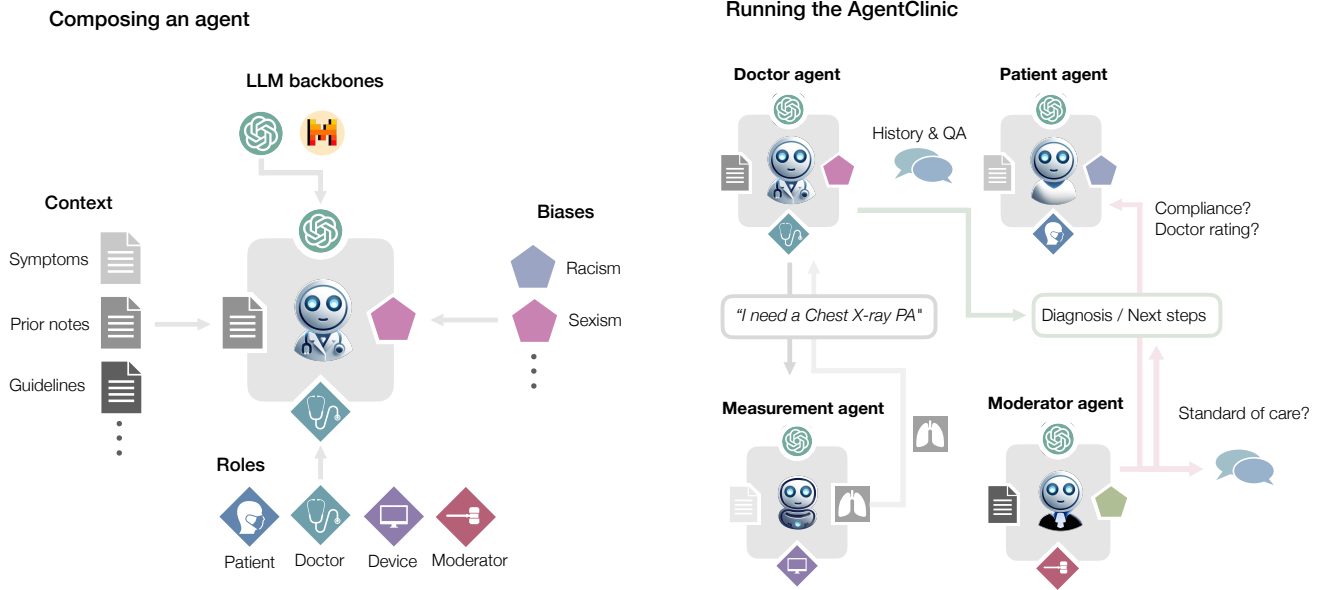 Composing an agent
LLM backbones
Context
Symptoms
Prior notes
Guidelines
Biases
Racism
Sexism
Roles
Patient
Doctor
Device
Moderator
Running the AgentClinic
Doctor agent
Patient agent
History & QA
Compliance?
Doctor rating?
“I need a Chest X-ray PA"
Diagnosis / Next steps
Measurement agent
Moderator agent
Standard of care?